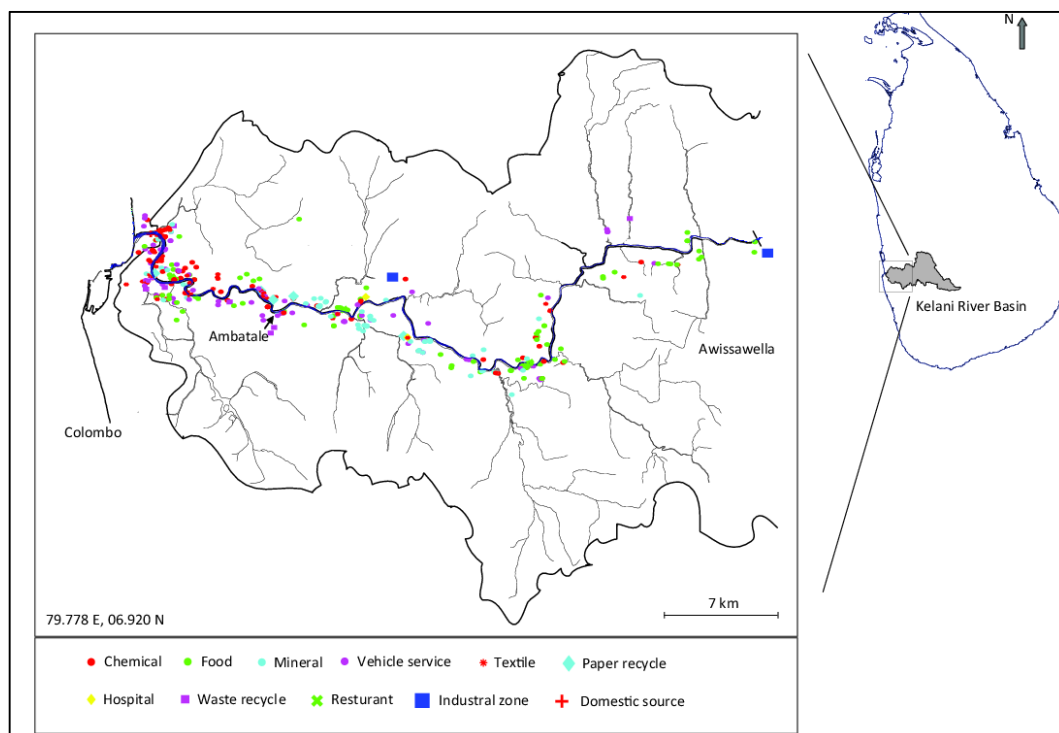 N
Kelani River Basin
Ambatale
Awissawella
Colombo
7 km
79.778 E, 06.920 N
Chemical Food Mineral Vehicle service Textile Paper recycle
Hospital Waste recycle Resturant Industral zone Domestic source